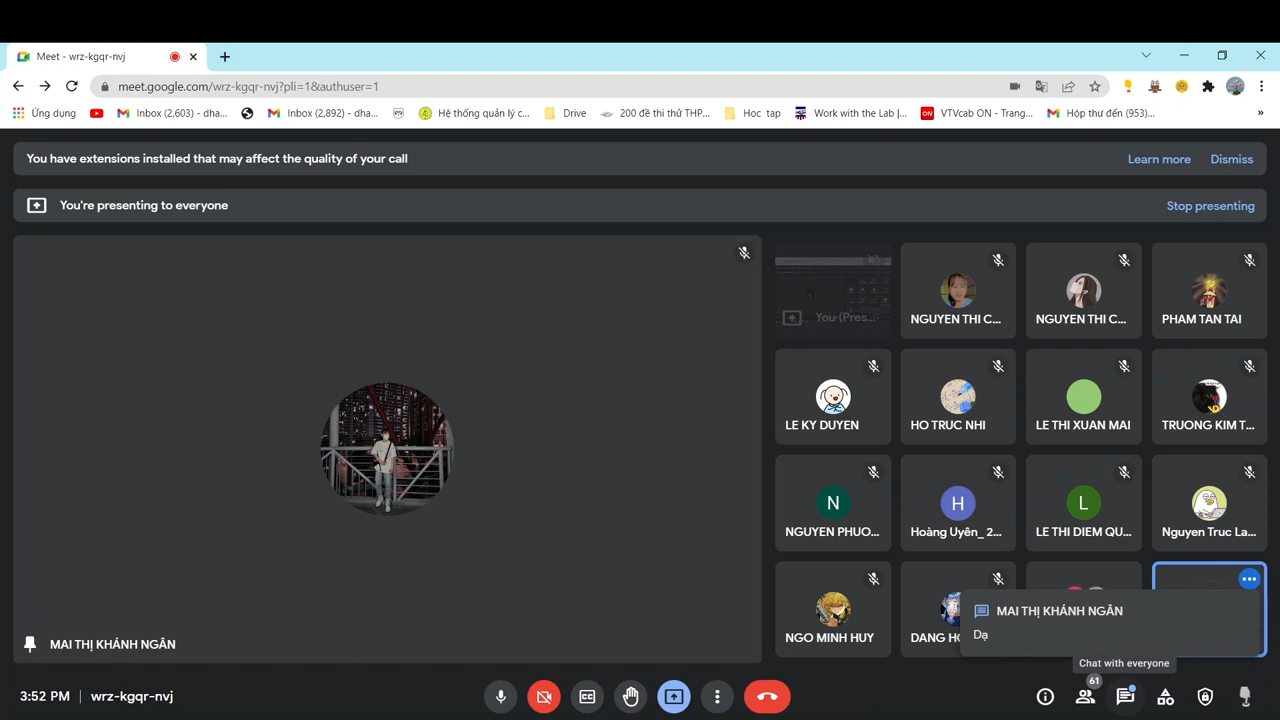 Meet - wrz-kgqr-nvj
meet.google.com/wrz-kgqr-nvj?pli=1&authuser=1
Ứng dụng
Inbox (2,603) - dha...
Inbox (2,892) - dha...
Hệ thống quản lý c...
Drive
200 đề thi thử THP...
Hoc tap
Work with the Lab |...
ON
VTVcab ON - Trang...
Hộp thư đến (953)...
»
You have extensions installed that may affect the quality of your call
Learn more
Dismiss
You're presenting to everyone
Stop presenting
You (Pres...
NGUYEN THI C...
NGUYEN THI C...
PHAM TAN TAI
LE KY DUYEN
HO TRUC NHI
LE THI XUAN MAI
TRUONG KIM T...
N
NGUYEN PHUO...
H
Hoàng Uyên_ 2...
L
LE THI DIEM QU...
Nguyen Truc La...
NGO MINH HUY
DANG HO
MAI THỊ KHÁNH NGÂN
Dạ
MAI THỊ KHÁNH NGÂN
Chat with everyone
61
3:52 PM
wrz-kgqr-nvj